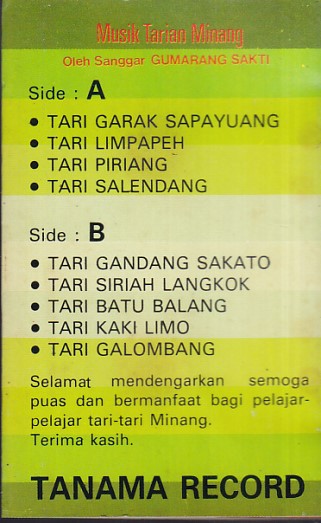 Musik Tarian Minang
Oleh Sanggar GUMARANG SAKTI
Side : A
• TARI GARAK SAPAYUANG
• TARI LIMPAPEH
• TARI PIRIANG
• TARI SALENDANG
Side : B
• TARI GANDANG SAKATO
• TARI SIRIAH LANGKOK
• TARI BATU BALANG
• TARI KAKI LIMO
• TARI GALOMBANG
Selamat mendengarkan semoga
puas dan bermanfaat bagi pelajar-
pelajar tari-tari Minang.
Terima kasih.
TANAMA RECORD